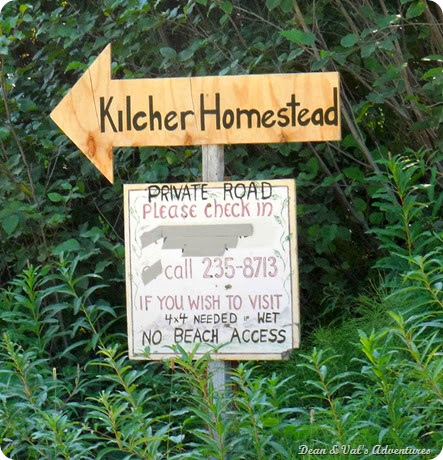 Kilcher Homestead
PRIVATE ROAD
Please check in
call 235-8713
IF YOU WISH TO VISIT
4x4 NEEDED IF WET
NO BEACH ACCESS
Dean & Val's Adventures